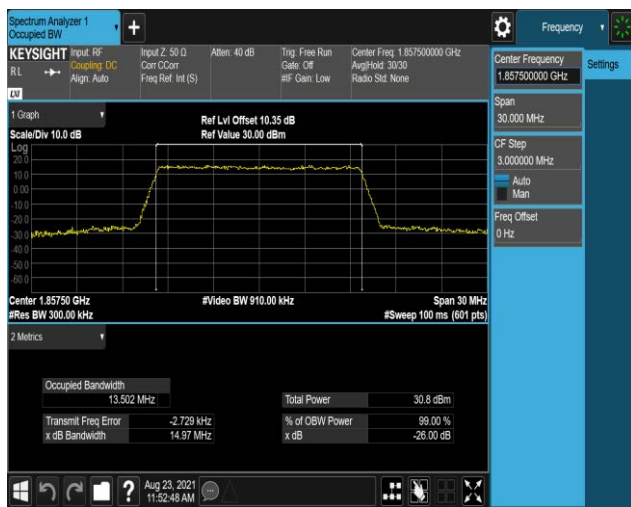 Spectrum Analyzer 1
Occupied BW
+
Frequency
KEYSIGHT
RL
LXI
Input: RF
Coupling: DC
Align: Auto
Input Z: 50 Ω
Corr CCorr
Freq Ref: Int (S)
Atten: 40 dB
Trig: Free Run
Gate: Off
#IF Gain: Low
Center Freq: 1.857500000 GHz
Avg|Hold: 30/30
Radio Std: None
Center Frequency
1.857500000 GHz
Settings
Span
30.000 MHz
CF Step
3.000000 MHz
Auto
Man
Freq Offset
0 Hz
1 Graph
Scale/Div 10.0 dB
Ref Lvl Offset 10.35 dB
Ref Value 30.00 dBm
Log
20.0
10.0
0.00
-10.0
-20.0
-30.0
-40.0
-50.0
-60.0
Center 1.85750 GHz
#Video BW 910.00 kHz
Span 30 MHz
#Res BW 300.00 kHz
#Sweep 100 ms (601 pts)
2 Metrics
Occupied Bandwidth
13.502 MHz
Total Power 30.8 dBm
Transmit Freq Error -2.729 kHz
% of OBW Power 99.00 %
x dB Bandwidth 14.97 MHz
x dB -26.00 dB
?
Aug 23, 2021
11:52:48 AM